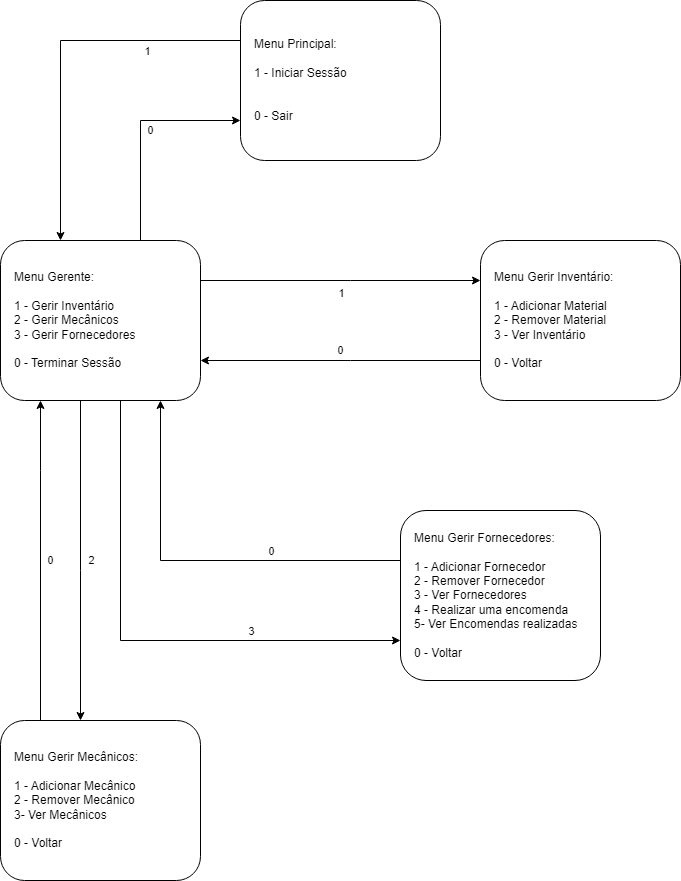 Menu Principal:
1 - Iniciar Sessão
0 - Sair
1
0
Menu Gerente:
1 - Gerir Inventário
2 - Gerir Mecânicos
3 - Gerir Fornecedores
0 - Terminar Sessão
1
0
Menu Gerir Inventário:
1 - Adicionar Material
2 - Remover Material
3 - Ver Inventário
0 - Voltar
0
2
0
3
Menu Gerir Fornecedores:
1 - Adicionar Fornecedor
2 - Remover Fornecedor
3 - Ver Fornecedores
4 - Realizar uma encomenda
5- Ver Encomendas realizadas
0 - Voltar
Menu Gerir Mecânicos:
1 - Adicionar Mecânico
2 - Remover Mecânico
3- Ver Mecânicos
0 - Voltar